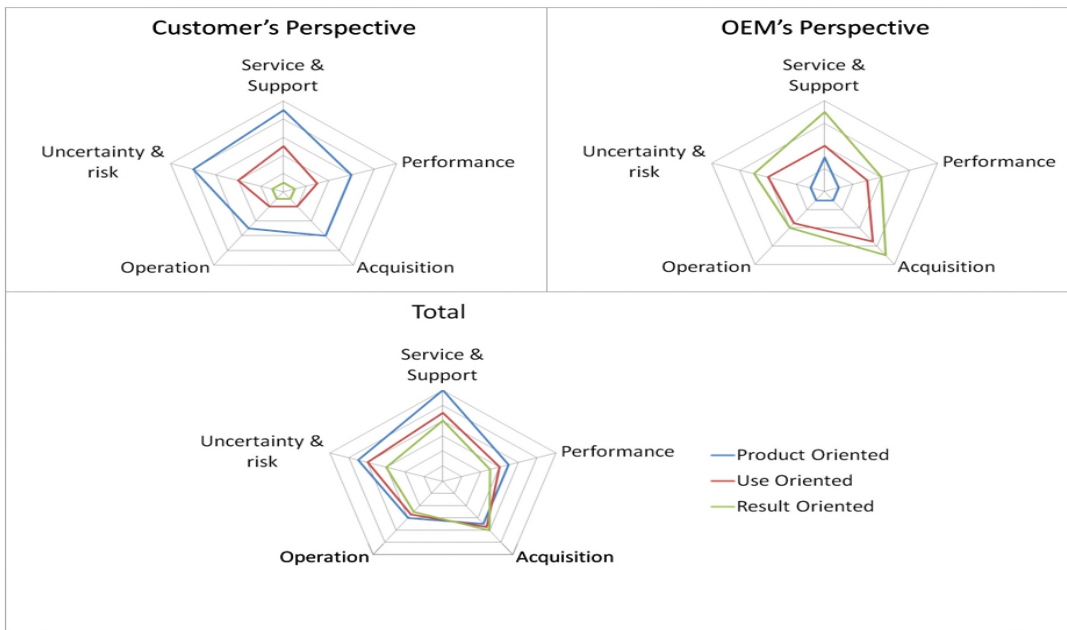 Customer's Perspective
Service &
Support
Uncertainty &
risk
Performance
Operation
Acquisition
OEM's Perspective
Service &
Support
Uncertainty &
risk
Performance
Operation
Acquisition
Total
Service &
Support
Uncertainty &
risk
Performance
Operation
Acquisition
Product Oriented
Use Oriented
Result Oriented